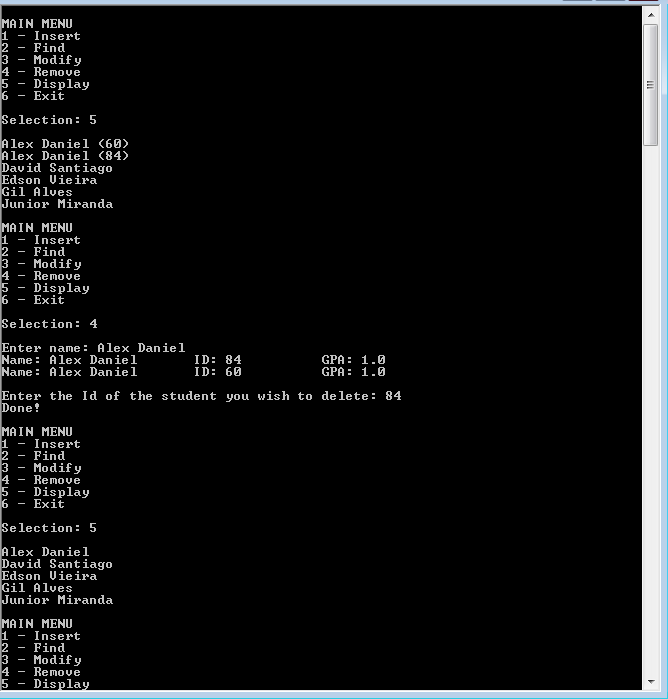 MAIN MENU
1 - Insert
2 - Find
3 - Modify
4 - Remove
5 - Display
6 - Exit
Selection: 5
Alex Daniel (60)
Alex Daniel (84)
David Santiago
Edson Vieira
Gil Alves
Junior Miranda
MAIN MENU
1 - Insert
2 - Find
3 - Modify
4 - Remove
5 - Display
6 - Exit
Selection: 4
Enter name: Alex Daniel
Name: Alex Daniel ID: 84 GPA: 1.0
Name: Alex Daniel ID: 60 GPA: 1.0
Enter the Id of the student you wish to delete: 84
Done!
MAIN MENU
1 - Insert
2 - Find
3 - Modify
4 - Remove
5 - Display
6 - Exit
Selection: 5
Alex Daniel
David Santiago
Edson Vieira
Gil Alves
Junior Miranda
MAIN MENU
1 - Insert
2 - Find
3 - Modify
4 - Remove
5 - Display